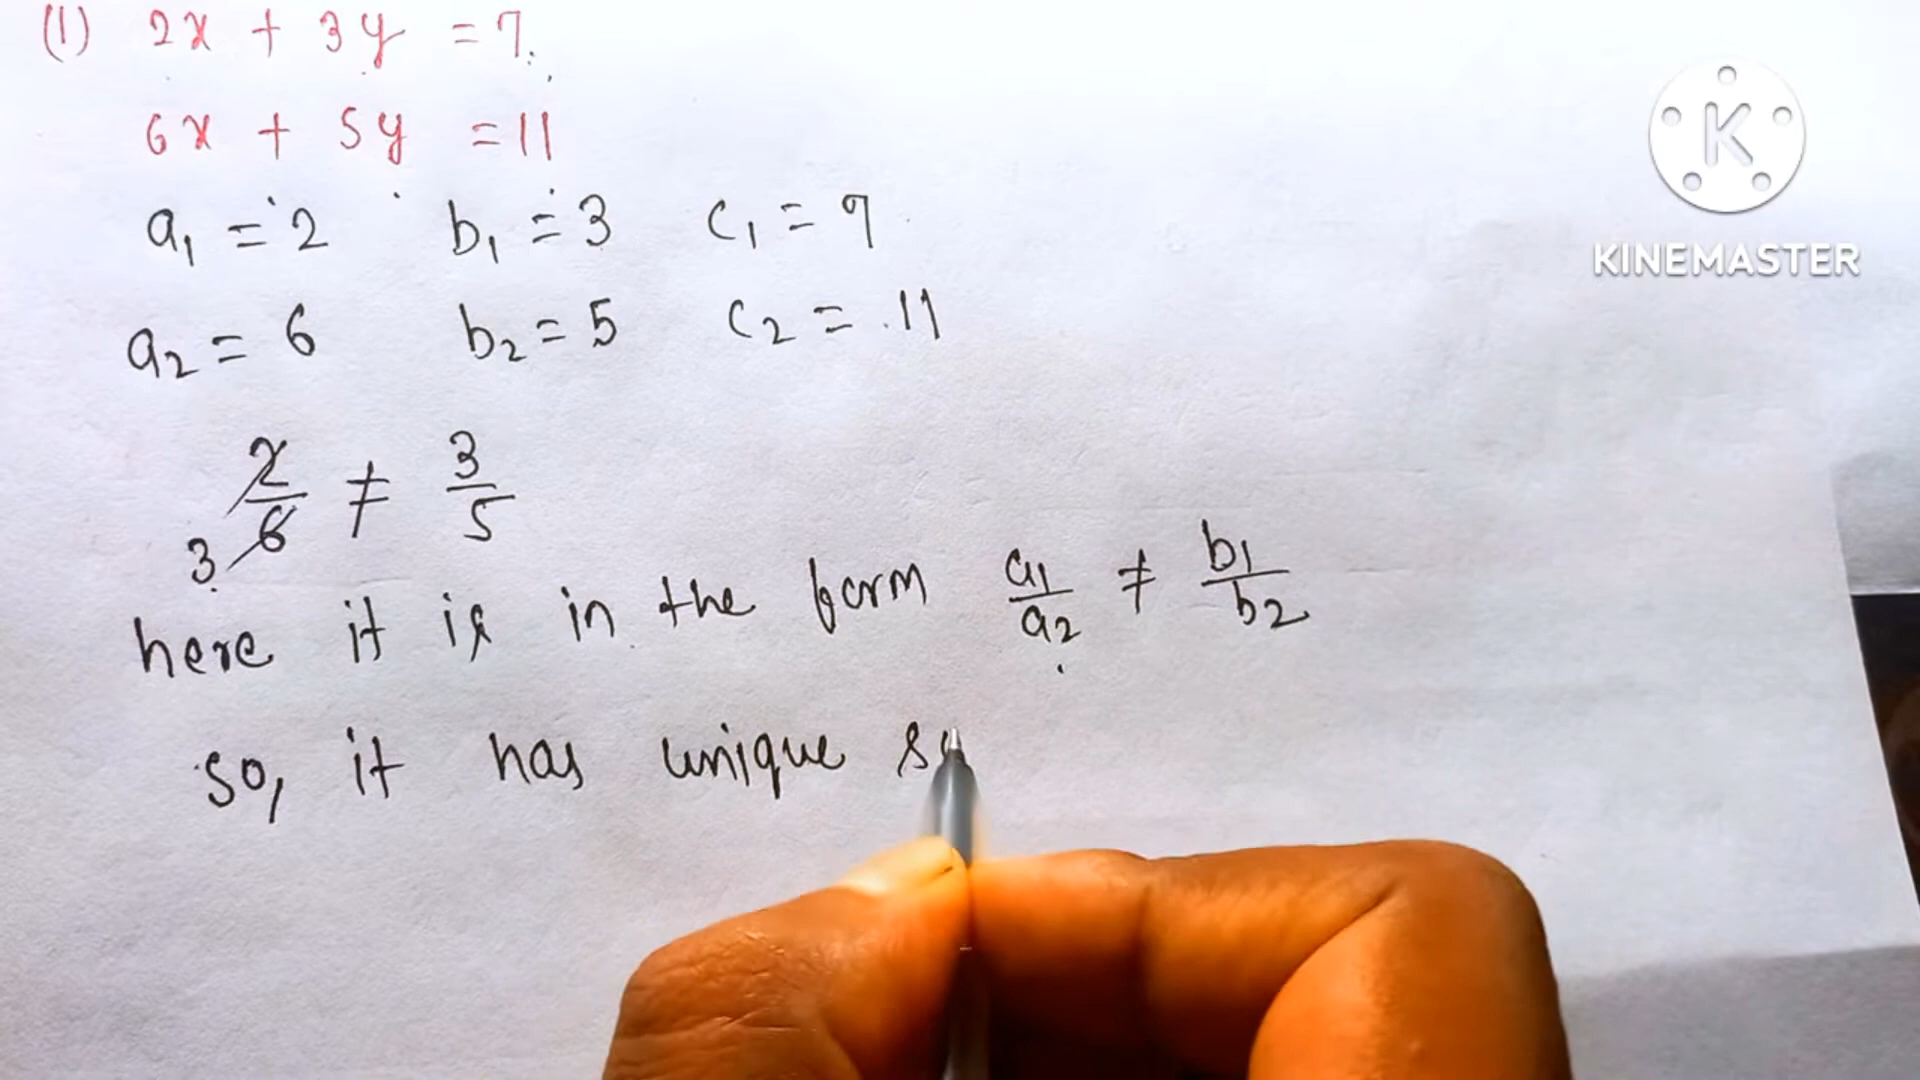 (1) 2x + 3y = 7.
6x + 5y = 11
a₁ = 2 b₁ = 3 c₁ = 7
a₂ = 6 b₂ = 5 c₂ = 11
2/6 ≠ 3/5
3
here it is in the form a₁/a₂ ≠ b₁/b₂
so, it has unique
K
KINEMASTER